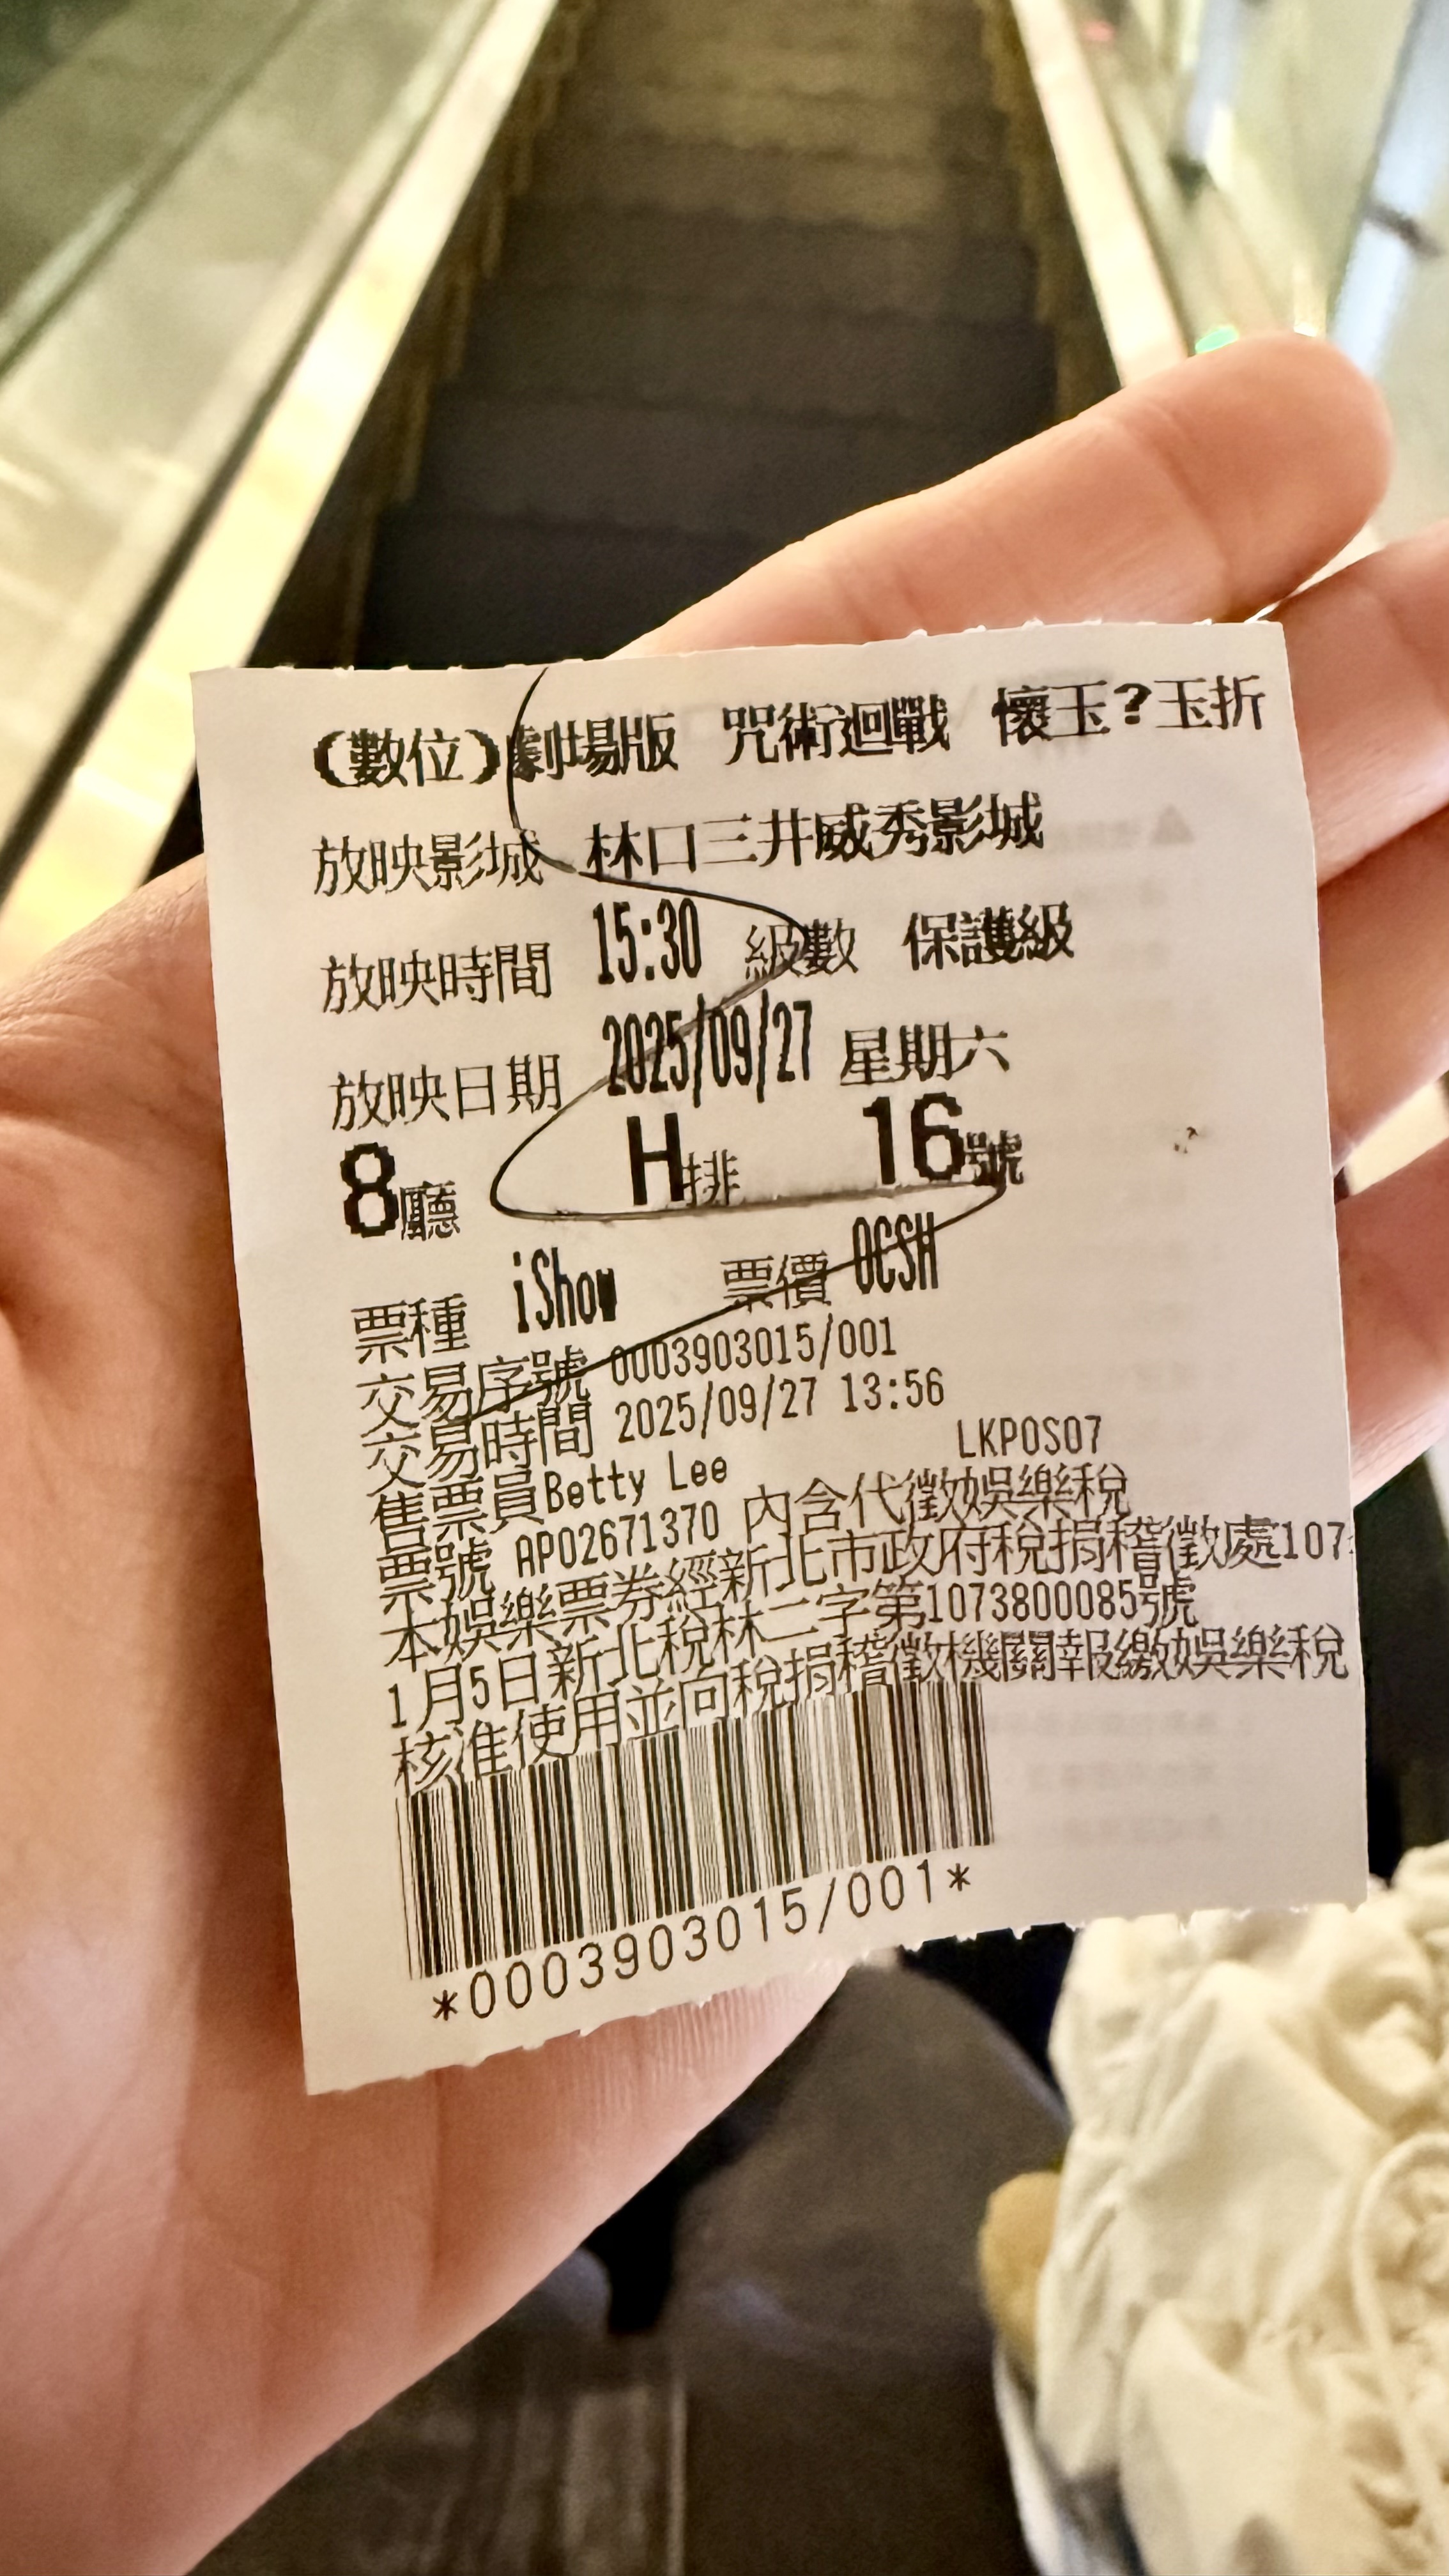 (數位)劇場版 咒術迴戰 懷玉?玉折
放映影城 林口三井威秀影城
放映時間 15:30 級數 保護級
放映日期 2025/09/27 星期六
8廳 H排 16號
票種 iShow 票價 0CSH
交易序號 0003903015/001
交易時間 2025/09/27 13:56
售票員Betty Lee LKPOS07
票號 AP02671370 內含代徵娛樂稅
本娛樂票券經新北市政府稅捐稽徵處107
1月5日新北稅林二字第1073800085號
核准使用並向稅捐稽徵機關報繳娛樂稅
*0003903015/001*